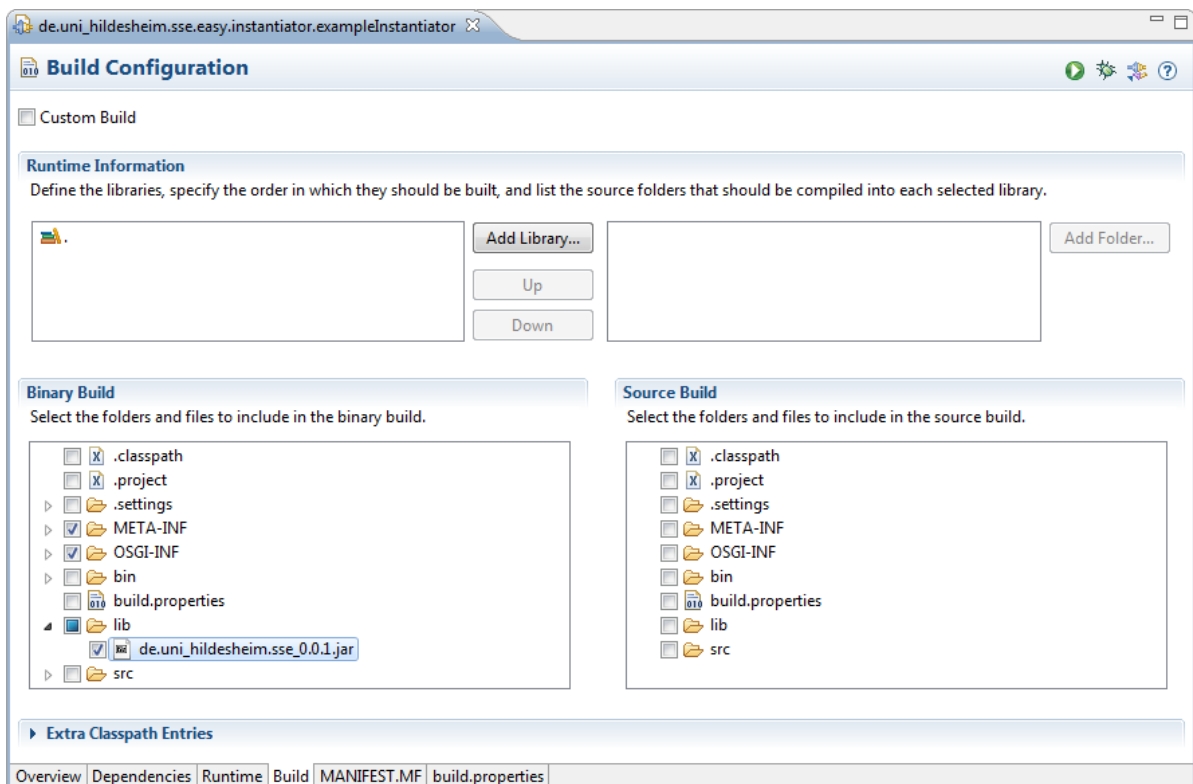 de.uni_hildesheim.sse.easy.instantiator.exampleInstantiator
Build Configuration
Custom Build
Runtime Information
Define the libraries, specify the order in which they should be built, and list the source folders that should be compiled into each selected library.
.
Add Library...
Add Folder...
Up
Down
Binary Build
Select the folders and files to include in the binary build.
.classpath
.project
.settings
META-INF
OSGI-INF
bin
build.properties
lib
de.uni_hildesheim.sse_0.0.1.jar
src
Source Build
Select the folders and files to include in the source build.
.classpath
.project
.settings
META-INF
OSGI-INF
bin
build.properties
lib
src
Extra Classpath Entries
Overview Dependencies Runtime Build MANIFEST.MF build.properties